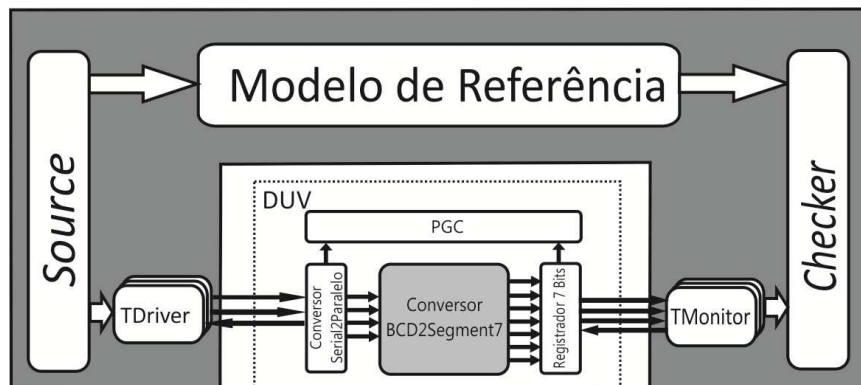 Source
Modelo de Referência
Checker
DUV
PGC
TDriver
Conversor
Serial2Paralelo
Conversor
BCD2Segment7
Registrador 7 Bits
TMonitor